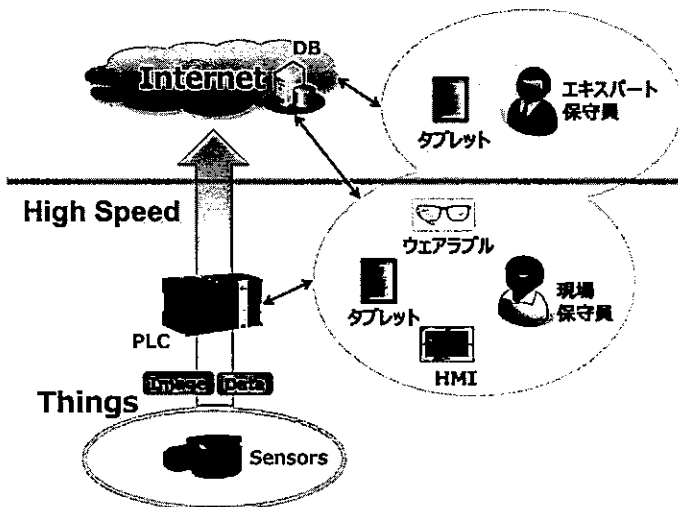 DB
Internet
タブレット
エキスパート
保守員
High Speed
ウェアラブル
タブレット
現場
保守員
PLC
HMI
Image
Data
Things
Sensors